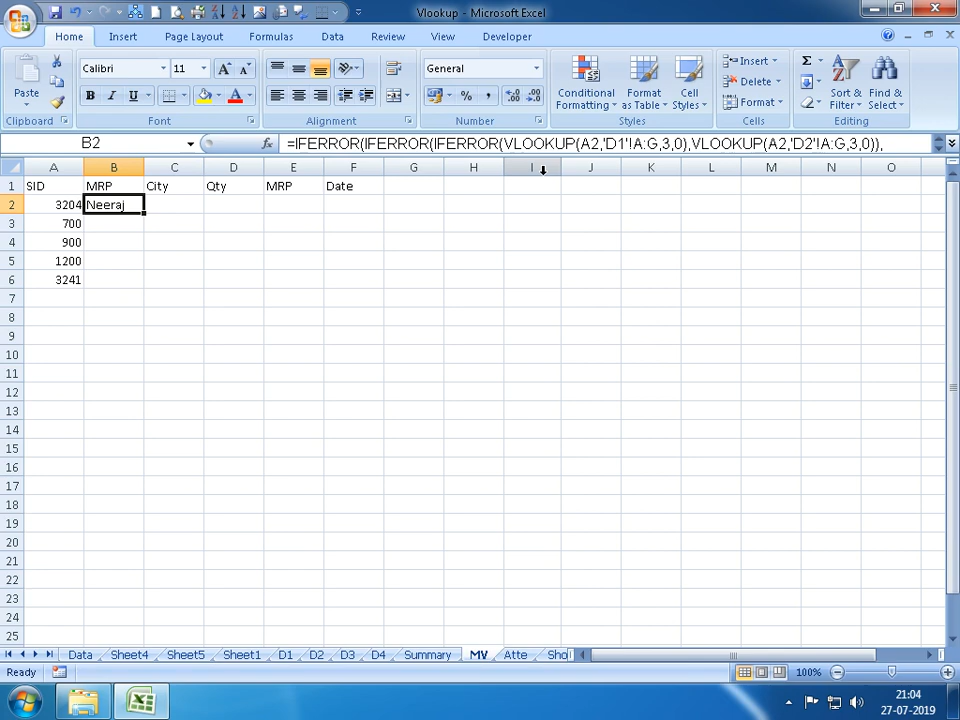 Vlookup - Microsoft Excel
Home Insert Page Layout Formulas Data Review View Developer
Paste
Calibri 11
B I U
General
% ,
Conditional Formatting
Format as Table
Cell Styles
Insert
Delete
Format
Σ
Sort & Filter
Find & Select
Clipboard Font Alignment Number Styles Cells Editing
B2 fx =IFERROR(IFERROR(IFERROR(VLOOKUP(A2,'D1'!A:G,3,0),VLOOKUP(A2,'D2'!A:G,3,0)),
A B C D E F G H I J K L M N O
1 SID MRP City Qty MRP Date
2 3204 Neeraj
3 700
4 900
5 1200
6 3241
7
8
9
10
11
12
13
14
15
16
17
18
19
20
21
22
23
24
25
Data Sheet4 Sheet5 Sheet1 D1 D2 D3 D4 Summary MV Atte Sho
Ready 100%
21:04
27-07-2019